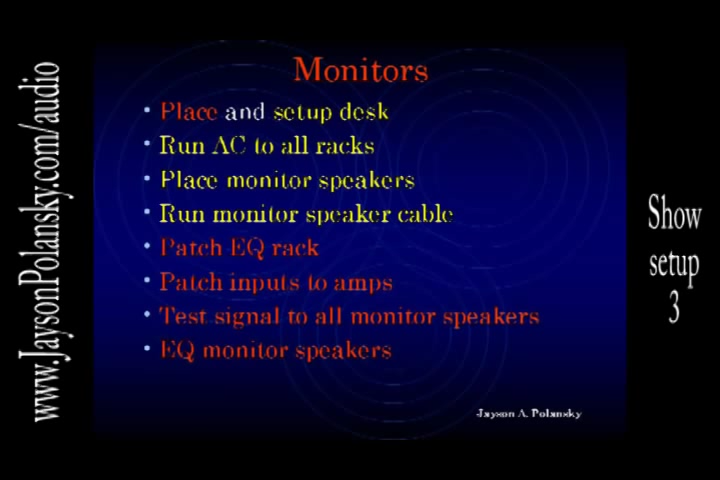 www.JaysonPolansky.com/audio
Monitors
• Place and setup desk
• Run AC to all racks
• Place monitor speakers
• Run monitor speaker cable
• Patch EQ rack
• Patch inputs to amps
• Test signal to all monitor speakers
• EQ monitor speakers
Jayson A. Polansky
Show
setup
3